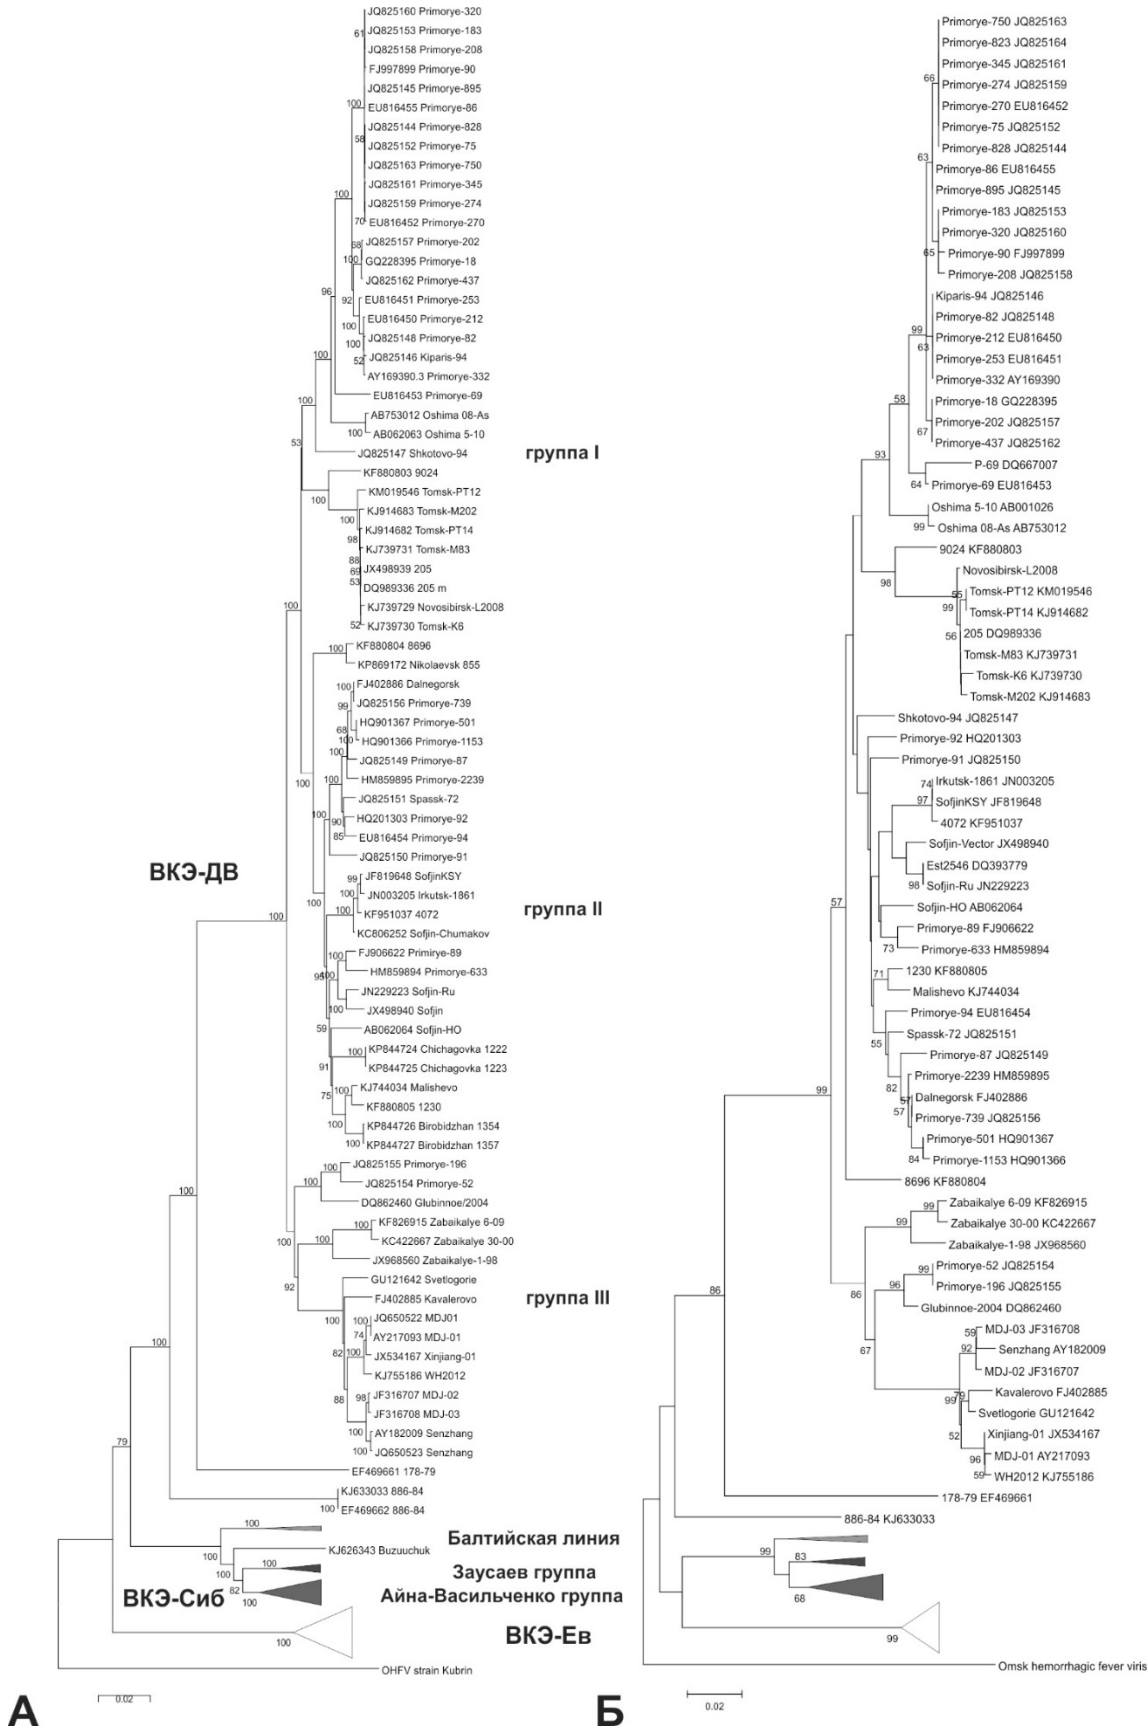 JQ825160 Primorye-320
JQ825153 Primorye-183
JQ825158 Primorye-208
FJ997899 Primorye-90
JQ825145 Primorye-895
EU816455 Primorye-86
JQ825144 Primorye-828
JQ825152 Primorye-75
JQ825163 Primorye-750
JQ825161 Primorye-345
JQ825159 Primorye-274
EU816452 Primorye-270
JQ825157 Primorye-202
GQ228395 Primorye-18
JQ825162 Primorye-437
EU816451 Primorye-253
EU816450 Primorye-212
JQ825148 Primorye-82
JQ825146 Kiparis-94
AY169390.3 Primorye-332
EU816453 Primorye-69
AB753012 Oshima 08-As
AB062063 Oshima 5-10
JQ825147 Shkotovo-94
группа I
KF880803 9024
KM019546 Tomsk-PT12
KJ914683 Tomsk-M202
KJ914682 Tomsk-PT14
KJ739731 Tomsk-M83
JX498939 205
DQ989336 205 m
KJ739729 Novosibirsk-L2008
KJ739730 Tomsk-K6
KF880804 8696
KP869172 Nikolaevsk 855
FJ402886 Dalnegorsk
JQ825156 Primorye-739
HQ901367 Primorye-501
HQ901366 Primorye-1153
JQ825149 Primorye-87
HM859895 Primorye-2239
JQ825151 Spassk-72
HQ201303 Primorye-92
EU816454 Primorye-94
JQ825150 Primorye-91
ВКЭ-ДВ
JF819648 SofjinKSY
JN003205 Irkutsk-1861
KF951037 4072
группа II
KC806252 Sofjin-Chumakov
FJ906622 Primirye-89
HM859894 Primorye-633
JN229223 Sofjin-Ru
JX498940 Sofjin
AB062064 Sofjin-HO
KP844724 Chichagovka 1222
KP844725 Chichagovka 1223
KJ744034 Malishevo
KF880805 1230
KP844726 Birobidzhan 1354
KP844727 Birobidzhan 1357
JQ825155 Primorye-196
JQ825154 Primorye-52
DQ862460 Glubinnoe/2004
KF826915 Zabaikalye 6-09
KC422667 Zabaikalye 30-00
JX968560 Zabaikalye-1-98
GU121642 Svetlogorie
FJ402885 Kavalerovo
группа III
JQ650522 MDJ01
AY217093 MDJ-01
JX534167 Xinjiang-01
KJ755186 WH2012
JF316707 MDJ-02
JF316708 MDJ-03
AY182009 Senzhang
JQ650523 Senzhang
EF469661 178-79
KJ633033 886-84
EF469662 886-84
Балтийская линия
KJ626343 Buzuuchuk
Заусаев группа
Айна-Васильченко группа
ВКЭ-Сиб
ВКЭ-Ев
OHFV strain Kubrin
0.02
А
Primorye-750 JQ825163
Primorye-823 JQ825164
Primorye-345 JQ825161
Primorye-274 JQ825159
Primorye-270 EU816452
Primorye-75 JQ825152
Primorye-828 JQ825144
Primorye-86 EU816455
Primorye-895 JQ825145
Primorye-183 JQ825153
Primorye-320 JQ825160
Primorye-90 FJ997899
Primorye-208 JQ825158
Kiparis-94 JQ825146
Primorye-82 JQ825148
Primorye-212 EU816450
Primorye-253 EU816451
Primorye-332 AY169390
Primorye-18 GQ228395
Primorye-202 JQ825157
Primorye-437 JQ825162
P-69 DQ667007
Primorye-69 EU816453
Oshima 5-10 AB001026
Oshima 08-As AB753012
9024 KF880803
Novosibirsk-L2008
Tomsk-PT12 KM019546
Tomsk-PT14 KJ914682
205 DQ989336
Tomsk-M83 KJ739731
Tomsk-K6 KJ739730
Tomsk-M202 KJ914683
Shkotovo-94 JQ825147
Primorye-92 HQ201303
Primorye-91 JQ825150
Irkutsk-1861 JN003205
SofjinKSY JF819648
4072 KF951037
Sofjin-Vector JX498940
Est2546 DQ393779
Sofjin-Ru JN229223
Sofjin-HO AB062064
Primorye-89 FJ906622
Primorye-633 HM859894
1230 KF880805
Malishevo KJ744034
Primorye-94 EU816454
Spassk-72 JQ825151
Primorye-87 JQ825149
Primorye-2239 HM859895
Dalnegorsk FJ402886
Primorye-739 JQ825156
Primorye-501 HQ901367
Primorye-1153 HQ901366
8696 KF880804
Zabaikalye 6-09 KF826915
Zabaikalye 30-00 KC422667
Zabaikalye-1-98 JX968560
Primorye-52 JQ825154
Primorye-196 JQ825155
Glubinnoe-2004 DQ862460
MDJ-03 JF316708
Senzhang AY182009
MDJ-02 JF316707
Kavalerovo FJ402885
Svetlogorie GU121642
Xinjiang-01 JX534167
MDJ-01 AY217093
WH2012 KJ755186
178-79 EF469661
886-84 KJ633033
Omsk hemorrhagic fever viris
0.02
Б